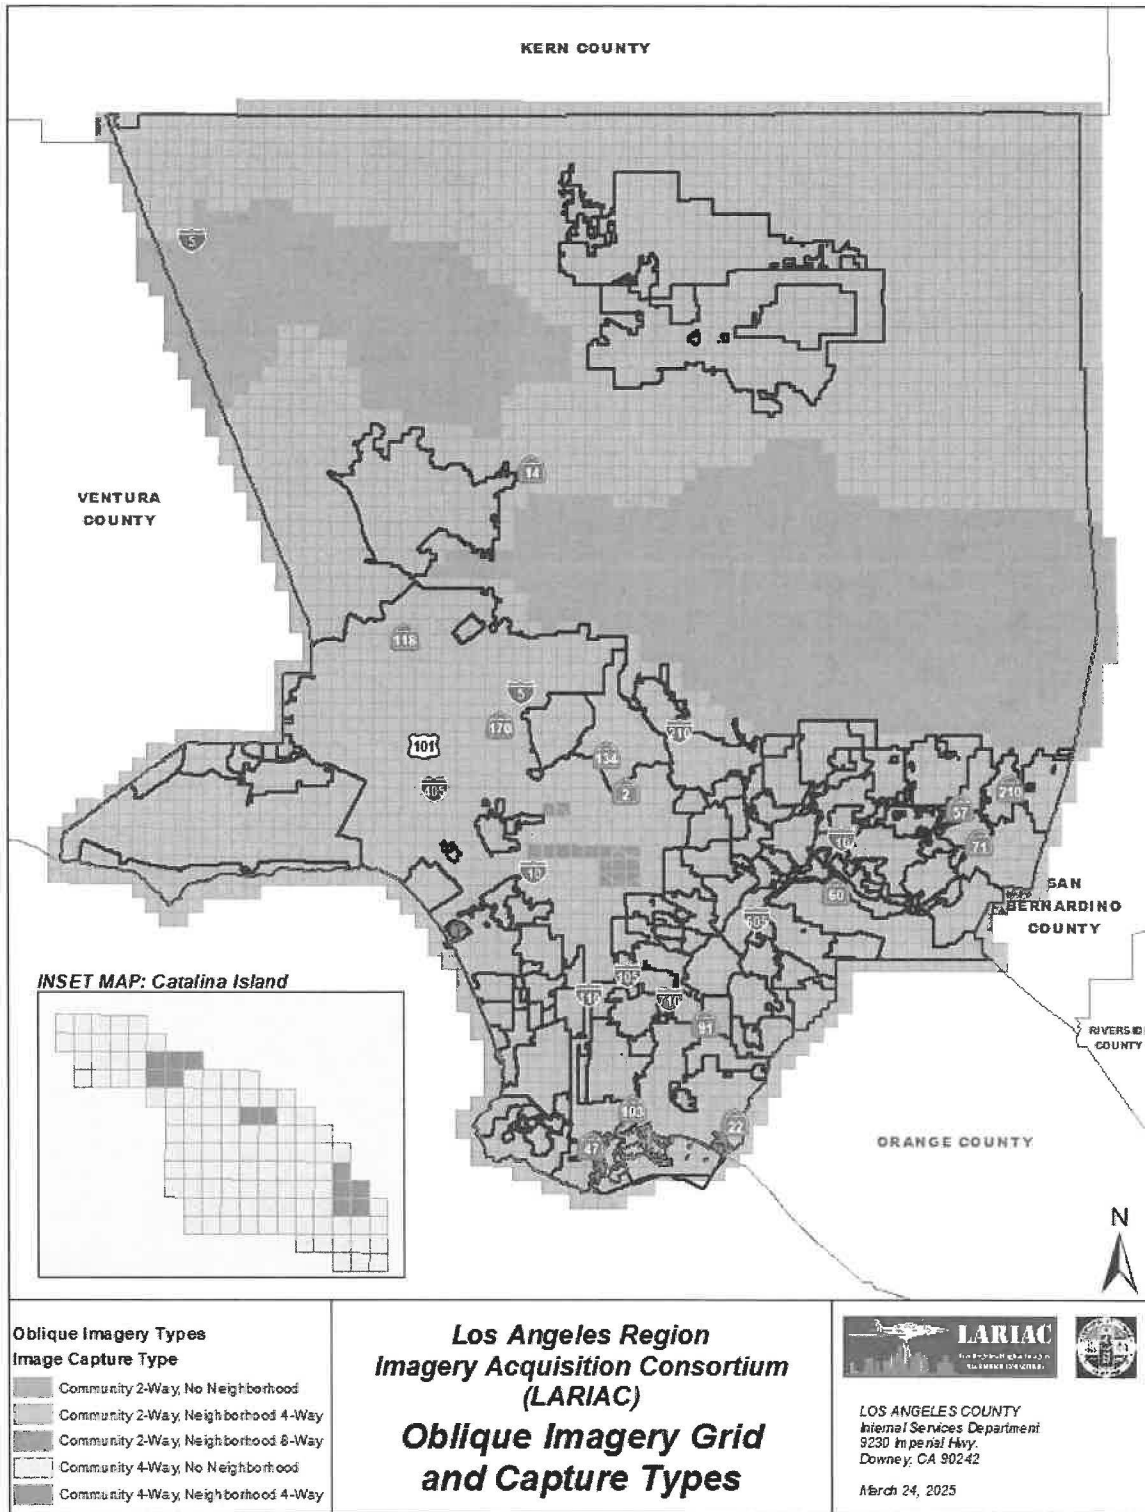 KERN COUNTY
5
14
VENTURA
COUNTY
118
5
170
101
210
134
405
2
210
57
10
71
10
60
SAN
BERNARDINO
COUNTY
605
INSET MAP: Catalina Island
105
110
710
91
RIVERSIDE
COUNTY
103
22
47
ORANGE COUNTY
N
Oblique Imagery Types
Image Capture Type
Community 2-Way, No Neighborhood
Community 2-Way, Neighborhood 4-Way
Community 2-Way, Neighborhood 8-Way
Community 4-Way, No Neighborhood
Community 4-Way, Neighborhood 4-Way
Los Angeles Region
Imagery Acquisition Consortium
(LARIAC)
Oblique Imagery Grid
and Capture Types
LARIAC
LOS ANGELES COUNTY
Internal Services Department
9230 Imperial Hwy.
Downey, CA 90242
March 24, 2025